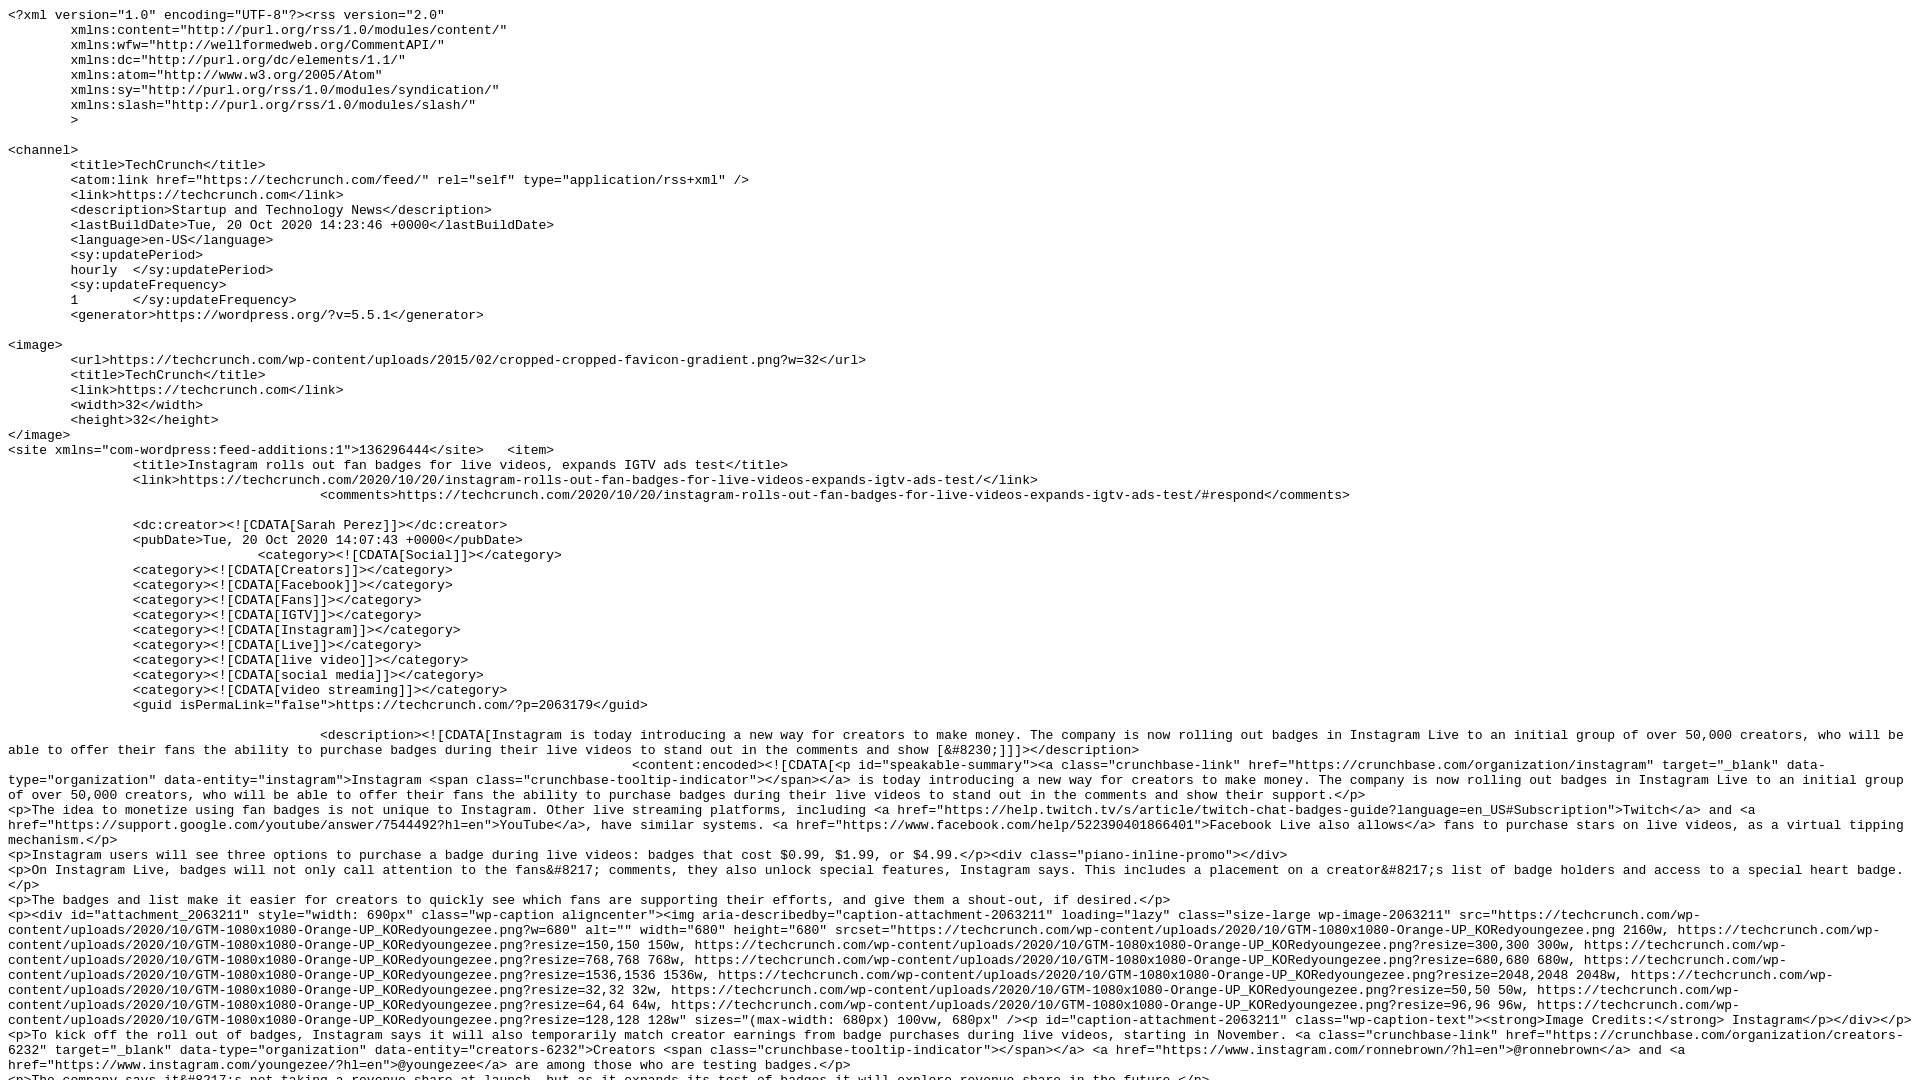 <?xml version="1.0" encoding="UTF-8"?><rss version="2.0"
xmlns:content="http://purl.org/rss/1.0/modules/content/"
xmlns:wfw="http://wellformedweb.org/CommentAPI/"
xmlns:dc="http://purl.org/dc/elements/1.1/"
xmlns:atom="http://www.w3.org/2005/Atom"
xmlns:sy="http://purl.org/rss/1.0/modules/syndication/"
xmlns:slash="http://purl.org/rss/1.0/modules/slash/"
>
<channel>
<title>TechCrunch</title>
<atom:link href="https://techcrunch.com/feed/" rel="self" type="application/rss+xml" />
<link>https://techcrunch.com</link>
<description>Startup and Technology News</description>
<lastBuildDate>Tue, 20 Oct 2020 14:23:46 +0000</lastBuildDate>
<language>en-US</language>
<sy:updatePeriod>
hourly  </sy:updatePeriod>
<sy:updateFrequency>
1       </sy:updateFrequency>
<generator>https://wordpress.org/?v=5.5.1</generator>
<image>
<url>https://techcrunch.com/wp-content/uploads/2015/02/cropped-cropped-favicon-gradient.png?w=32</url>
<title>TechCrunch</title>
<link>https://techcrunch.com</link>
<width>32</width>
<height>32</height>
</image>
<site xmlns="com-wordpress:feed-additions:1">136296444</site>   <item>
<title>Instagram rolls out fan badges for live videos, expands IGTV ads test</title>
<link>https://techcrunch.com/2020/10/20/instagram-rolls-out-fan-badges-for-live-videos-expands-igtv-ads-test/</link>
<comments>https://techcrunch.com/2020/10/20/instagram-rolls-out-fan-badges-for-live-videos-expands-igtv-ads-test/#respond</comments>
<dc:creator><![CDATA[Sarah Perez]]></dc:creator>
<pubDate>Tue, 20 Oct 2020 14:07:43 +0000</pubDate>
<category><![CDATA[Social]]></category>
<category><![CDATA[Creators]]></category>
<category><![CDATA[Facebook]]></category>
<category><![CDATA[Fans]]></category>
<category><![CDATA[IGTV]]></category>
<category><![CDATA[Instagram]]></category>
<category><![CDATA[Live]]></category>
<category><![CDATA[live video]]></category>
<category><![CDATA[social media]]></category>
<category><![CDATA[video streaming]]></category>
<guid isPermaLink="false">https://techcrunch.com/?p=2063179</guid>
<description><![CDATA[Instagram is today introducing a new way for creators to make money. The company is now rolling out badges in Instagram Live to an initial group of over 50,000 creators, who will be
able to offer their fans the ability to purchase badges during their live videos to stand out in the comments and show [&#8230;]]]></description>
<content:encoded><![CDATA[<p id="speakable-summary"><a class="crunchbase-link" href="https://crunchbase.com/organization/instagram" target="_blank" data-
type="organization" data-entity="instagram">Instagram <span class="crunchbase-tooltip-indicator"></span></a> is today introducing a new way for creators to make money. The company is now rolling out badges in Instagram Live to an initial group
of over 50,000 creators, who will be able to offer their fans the ability to purchase badges during their live videos to stand out in the comments and show their support.</p>
<p>The idea to monetize using fan badges is not unique to Instagram. Other live streaming platforms, including <a href="https://help.twitch.tv/s/article/twitch-chat-badges-guide?language=en_US#Subscription">Twitch</a> and <a
href="https://support.google.com/youtube/answer/7544492?hl=en">YouTube</a>, have similar systems. <a href="https://www.facebook.com/help/522390401866401">Facebook Live also allows</a> fans to purchase stars on live videos, as a virtual tipping
mechanism.</p>
<p>Instagram users will see three options to purchase a badge during live videos: badges that cost $0.99, $1.99, or $4.99.</p><div class="piano-inline-promo"></div>
<p>On Instagram Live, badges will not only call attention to the fans&#8217; comments, they also unlock special features, Instagram says. This includes a placement on a creator&#8217;s list of badge holders and access to a special heart badge.
</p>
<p>The badges and list make it easier for creators to quickly see which fans are supporting their efforts, and give them a shout-out, if desired.</p>
<p><div id="attachment_2063211" style="width: 690px" class="wp-caption aligncenter"><img aria-describedby="caption-attachment-2063211" loading="lazy" class="size-large wp-image-2063211" src="https://techcrunch.com/wp-
content/uploads/2020/10/GTM-1080x1080-Orange-UP_KORedyoungezee.png?w=680" alt="" width="680" height="680" srcset="https://techcrunch.com/wp-content/uploads/2020/10/GTM-1080x1080-Orange-UP_KORedyoungezee.png 2160w, https://techcrunch.com/wp-
content/uploads/2020/10/GTM-1080x1080-Orange-UP_KORedyoungezee.png?resize=150,150 150w, https://techcrunch.com/wp-content/uploads/2020/10/GTM-1080x1080-Orange-UP_KORedyoungezee.png?resize=300,300 300w, https://techcrunch.com/wp-
content/uploads/2020/10/GTM-1080x1080-Orange-UP_KORedyoungezee.png?resize=768,768 768w, https://techcrunch.com/wp-content/uploads/2020/10/GTM-1080x1080-Orange-UP_KORedyoungezee.png?resize=680,680 680w, https://techcrunch.com/wp-
content/uploads/2020/10/GTM-1080x1080-Orange-UP_KORedyoungezee.png?resize=1536,1536 1536w, https://techcrunch.com/wp-content/uploads/2020/10/GTM-1080x1080-Orange-UP_KORedyoungezee.png?resize=2048,2048 2048w, https://techcrunch.com/wp-
content/uploads/2020/10/GTM-1080x1080-Orange-UP_KORedyoungezee.png?resize=32,32 32w, https://techcrunch.com/wp-content/uploads/2020/10/GTM-1080x1080-Orange-UP_KORedyoungezee.png?resize=50,50 50w, https://techcrunch.com/wp-
content/uploads/2020/10/GTM-1080x1080-Orange-UP_KORedyoungezee.png?resize=64,64 64w, https://techcrunch.com/wp-content/uploads/2020/10/GTM-1080x1080-Orange-UP_KORedyoungezee.png?resize=96,96 96w, https://techcrunch.com/wp-
content/uploads/2020/10/GTM-1080x1080-Orange-UP_KORedyoungezee.png?resize=128,128 128w" sizes="(max-width: 680px) 100vw, 680px" /><p id="caption-attachment-2063211" class="wp-caption-text"><strong>Image Credits:</strong> Instagram</p></div></p>
<p>To kick off the roll out of badges, Instagram says it will also temporarily match creator earnings from badge purchases during live videos, starting in November. <a class="crunchbase-link" href="https://crunchbase.com/organization/creators-
6232" target="_blank" data-type="organization" data-entity="creators-6232">Creators <span class="crunchbase-tooltip-indicator"></span></a> <a href="https://www.instagram.com/ronnebrown/?hl=en">@ronnebrown</a> and <a
href="https://www.instagram.com/youngezee/?hl=en">@youngezee</a> are among those who are testing badges.</p>
<p>The company says it&#8217;s not taking a revenue share at launch, but as it expands its test of badges it will explore revenue share in the future.</p>